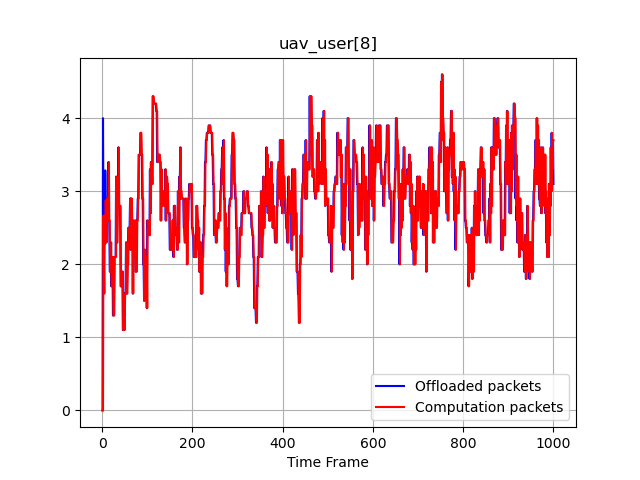 uav_user[8]
4
3
2
1
0
Offloaded packets
Computation packets
0 200 400 600 800 1000
Time Frame